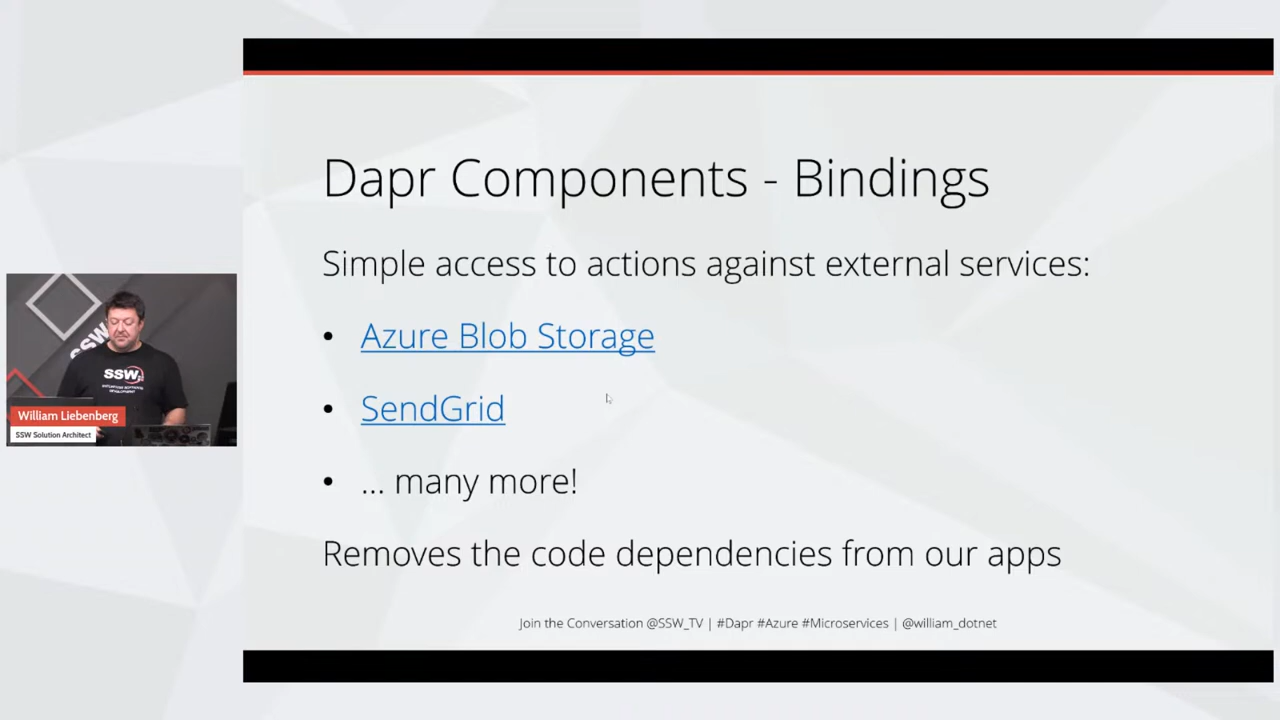 Dapr Components - Bindings
Simple access to actions against external services:
• Azure Blob Storage
• SendGrid
• ... many more!
Removes the code dependencies from our apps
Join the Conversation @SSW_TV | #Dapr #Azure #Microservices | @william_dotnet
SSW
SSW
William Liebenberg
SSW Solution Architect